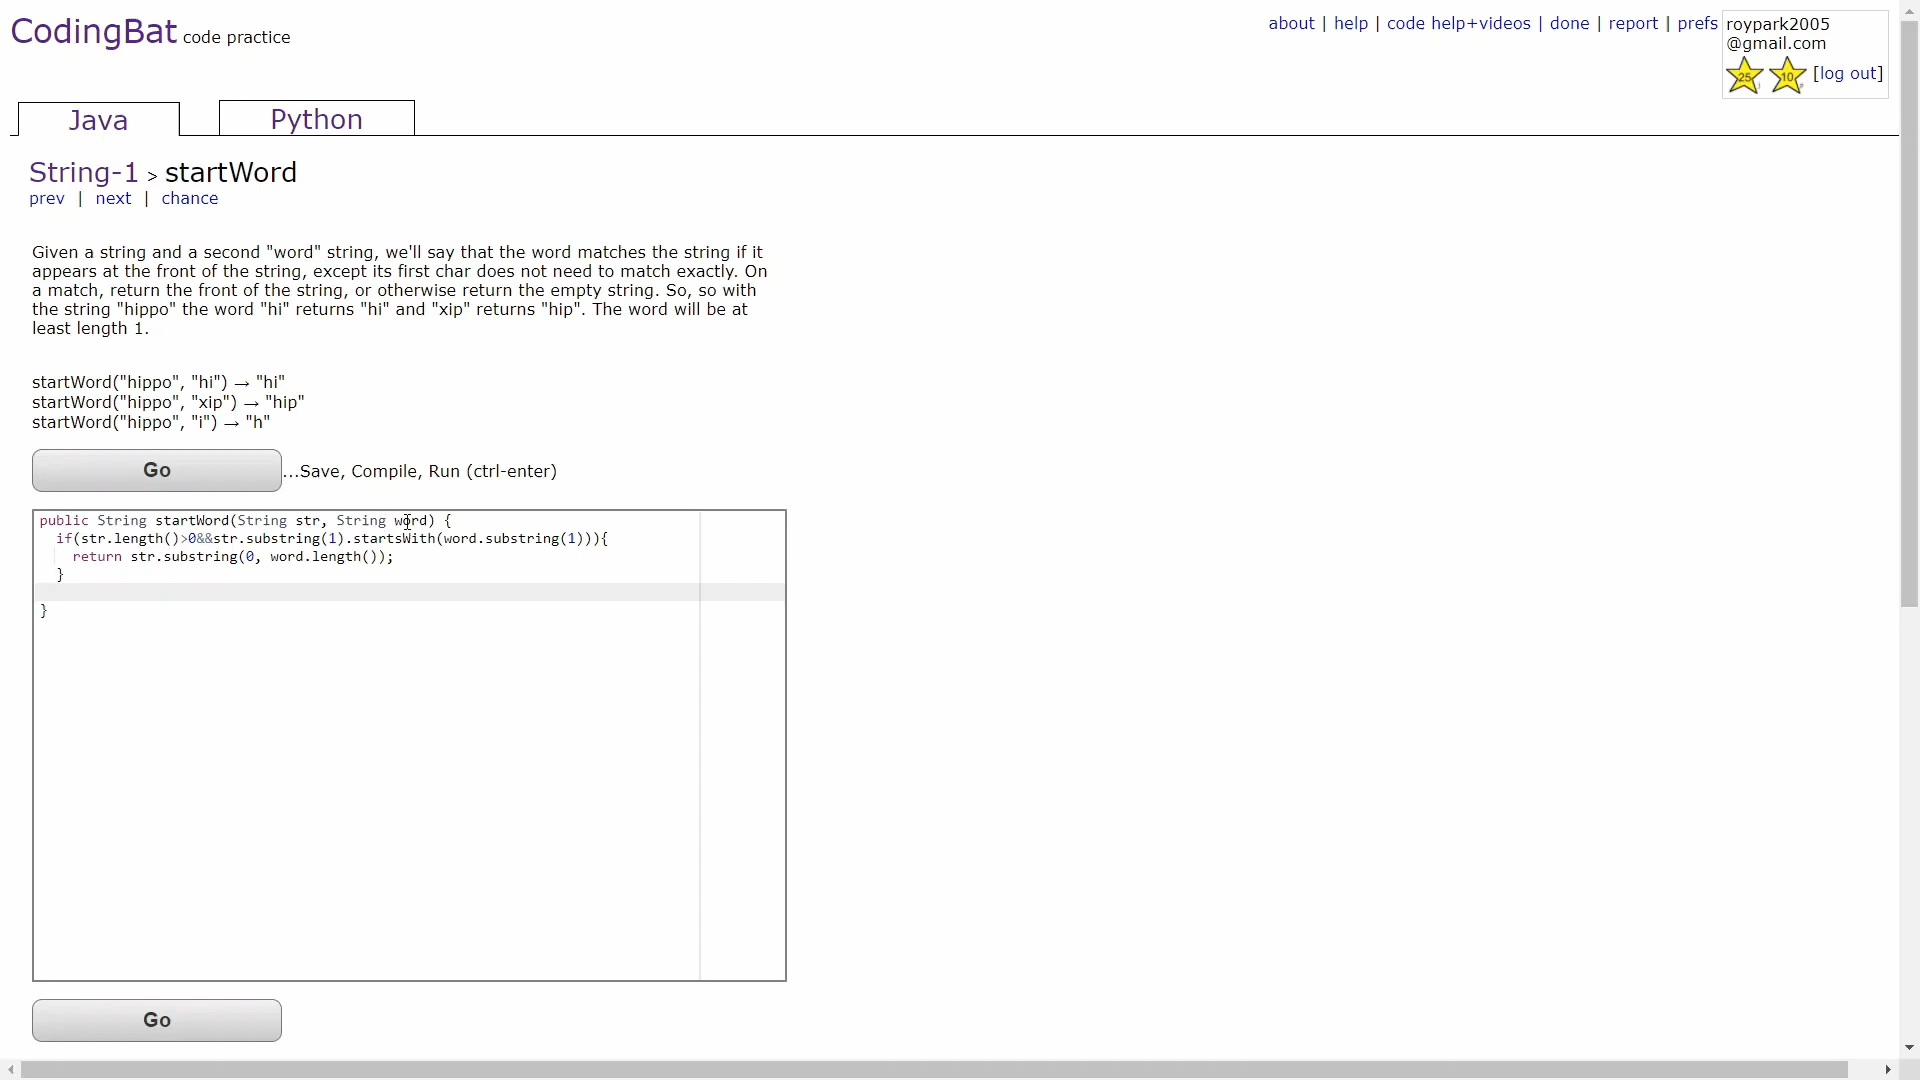 CodingBat code practice
about | help | code help+videos | done | report | prefs
roypark2005
@gmail.com
25 10 [log out]
Java Python
String-1 > startWord
prev | next | chance
Given a string and a second "word" string, we'll say that the word matches the string if it
appears at the front of the string, except its first char does not need to match exactly. On
a match, return the front of the string, or otherwise return the empty string. So, so with
the string "hippo" the word "hi" returns "hi" and "xip" returns "hip". The word will be at
least length 1.
startWord("hippo", "hi") → "hi"
startWord("hippo", "xip") → "hip"
startWord("hippo", "i") → "h"
Go ...Save, Compile, Run (ctrl-enter)
public String startWord(String str, String word) {
if(str.length()>0&&str.substring(1).startsWith(word.substring(1))){
return str.substring(0, word.length());
}
}
Go